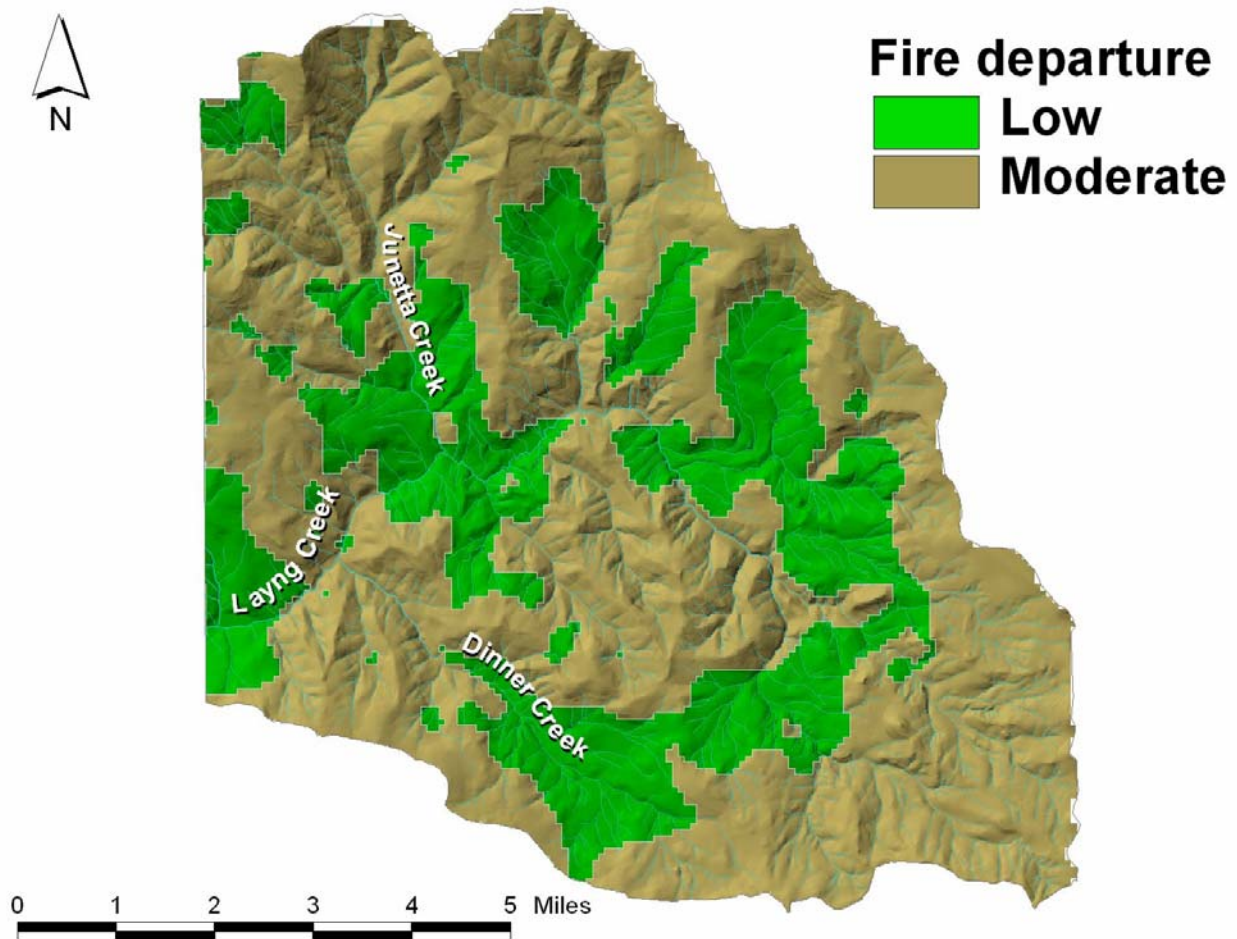 N
Fire departure
Low
Moderate
Junetta Creek
Layng Creek
Dinner Creek
0 1 2 3 4 5 Miles